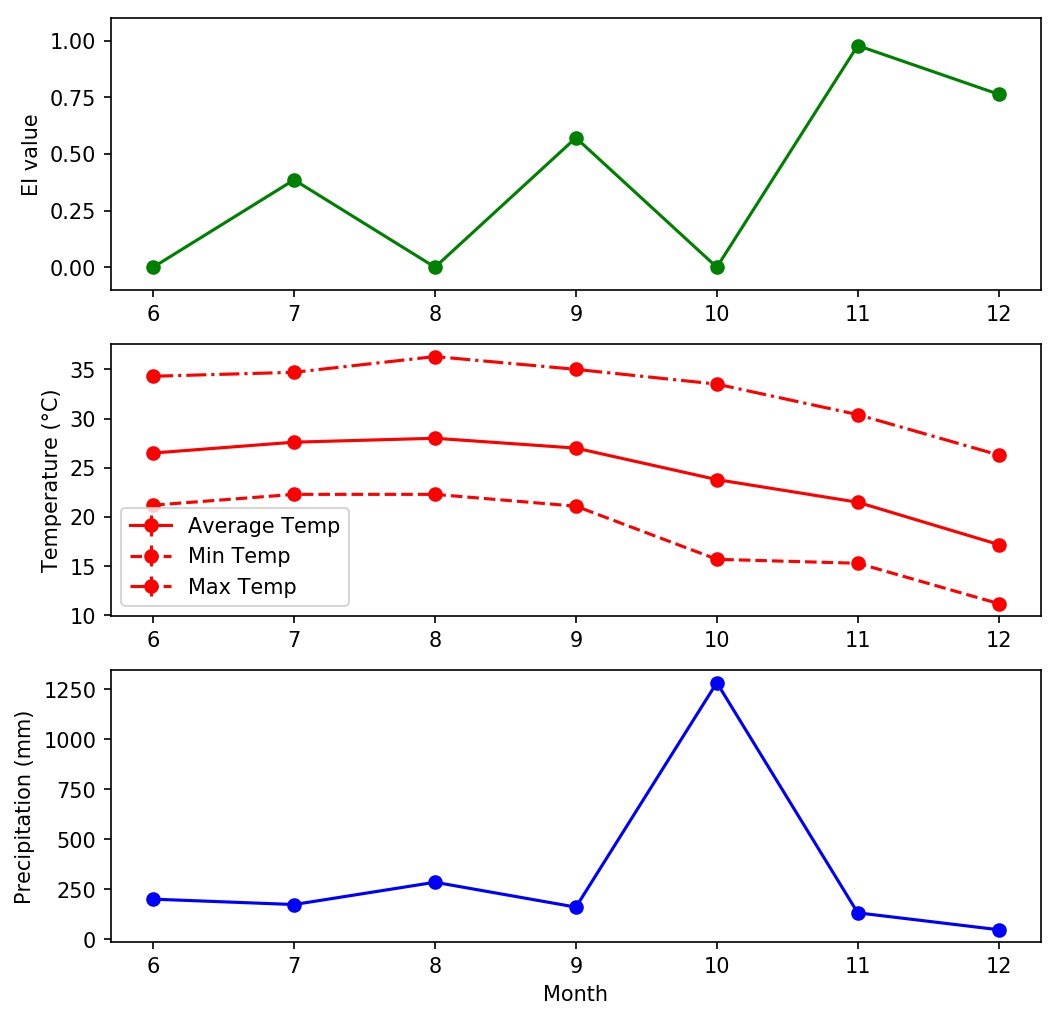 EI value
1.00
0.75
0.50
0.25
0.00
6 7 8 9 10 11 12
Temperature (°C)
35
30
25
20
15
10
Average Temp
Min Temp
Max Temp
6 7 8 9 10 11 12
Precipitation (mm)
1250
1000
750
500
250
0
6 7 8 9 10 11 12
Month